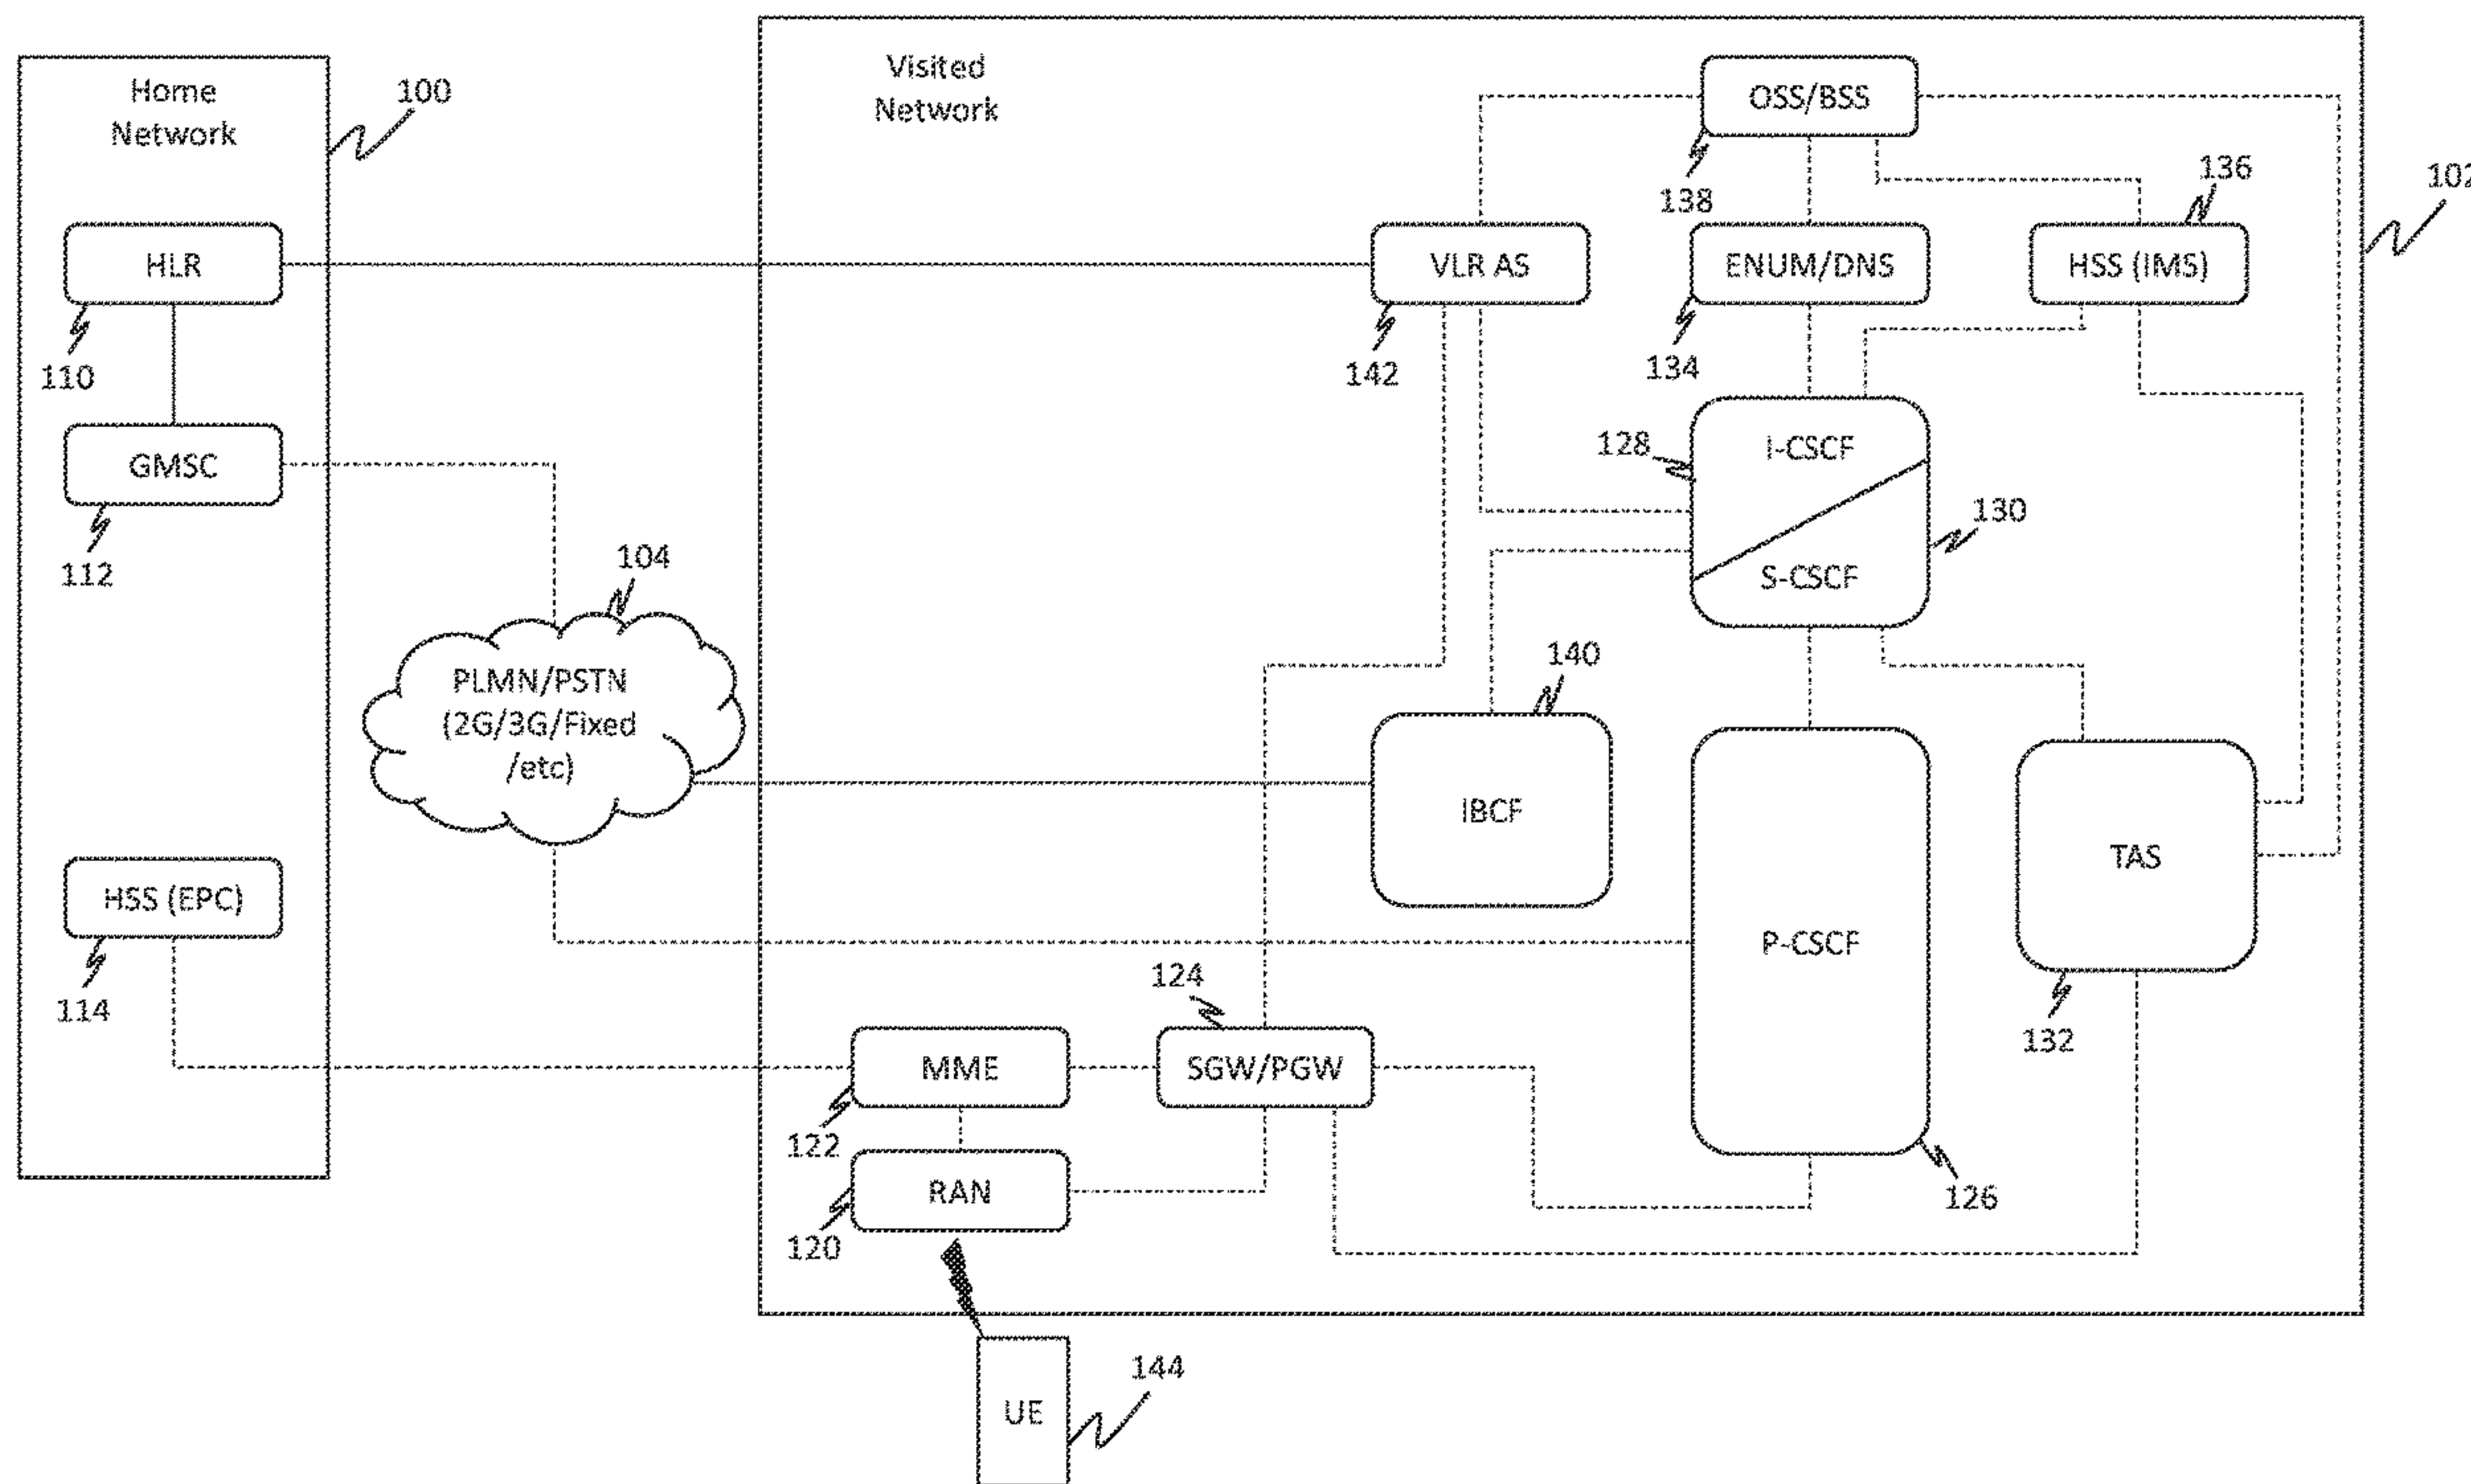 Home
Network
100
HLR
110
GMSC
112
HSS (EPC)
114
104
PLMN/PSTN
(2G/3G/Fixed
/etc)
Visited
Network
102
OSS/BSS
138
136
VLR AS
142
ENUM/DNS
134
HSS (IMS)
128
I-CSCF
S-CSCF
130
140
IBCF
P-CSCF
126
TAS
132
124
MME
122
SGW/PGW
RAN
120
UE
144